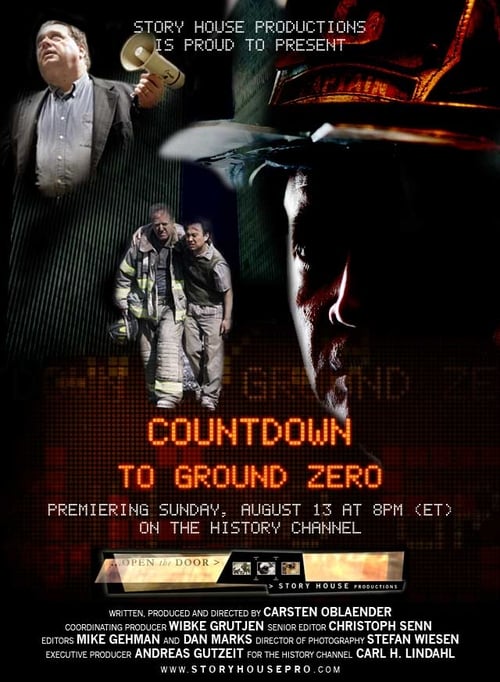 STORY HOUSE PRODUCTIONS
IS PROUD TO PRESENT
COUNTDOWN
TO GROUND ZERO
PREMIERING SUNDAY, AUGUST 13 AT 8PM (ET)
ON THE HISTORY CHANNEL
...OPEN the DOOR >
> STORY HOUSE PRODUCTIONS
WRITTEN, PRODUCED AND DIRECTED BY CARSTEN OBLAENDER
COORDINATING PRODUCER WIBKE GRUTJEN SENIOR EDITOR CHRISTOPH SENN
EDITORS MIKE GEHMAN AND DAN MARKS DIRECTOR OF PHOTOGRAPHY STEFAN WIESEN
EXECUTIVE PRODUCER ANDREAS GUTZEIT FOR THE HISTORY CHANNEL CARL H. LINDAHL
WWW.STORYHOUSEPRO.COM